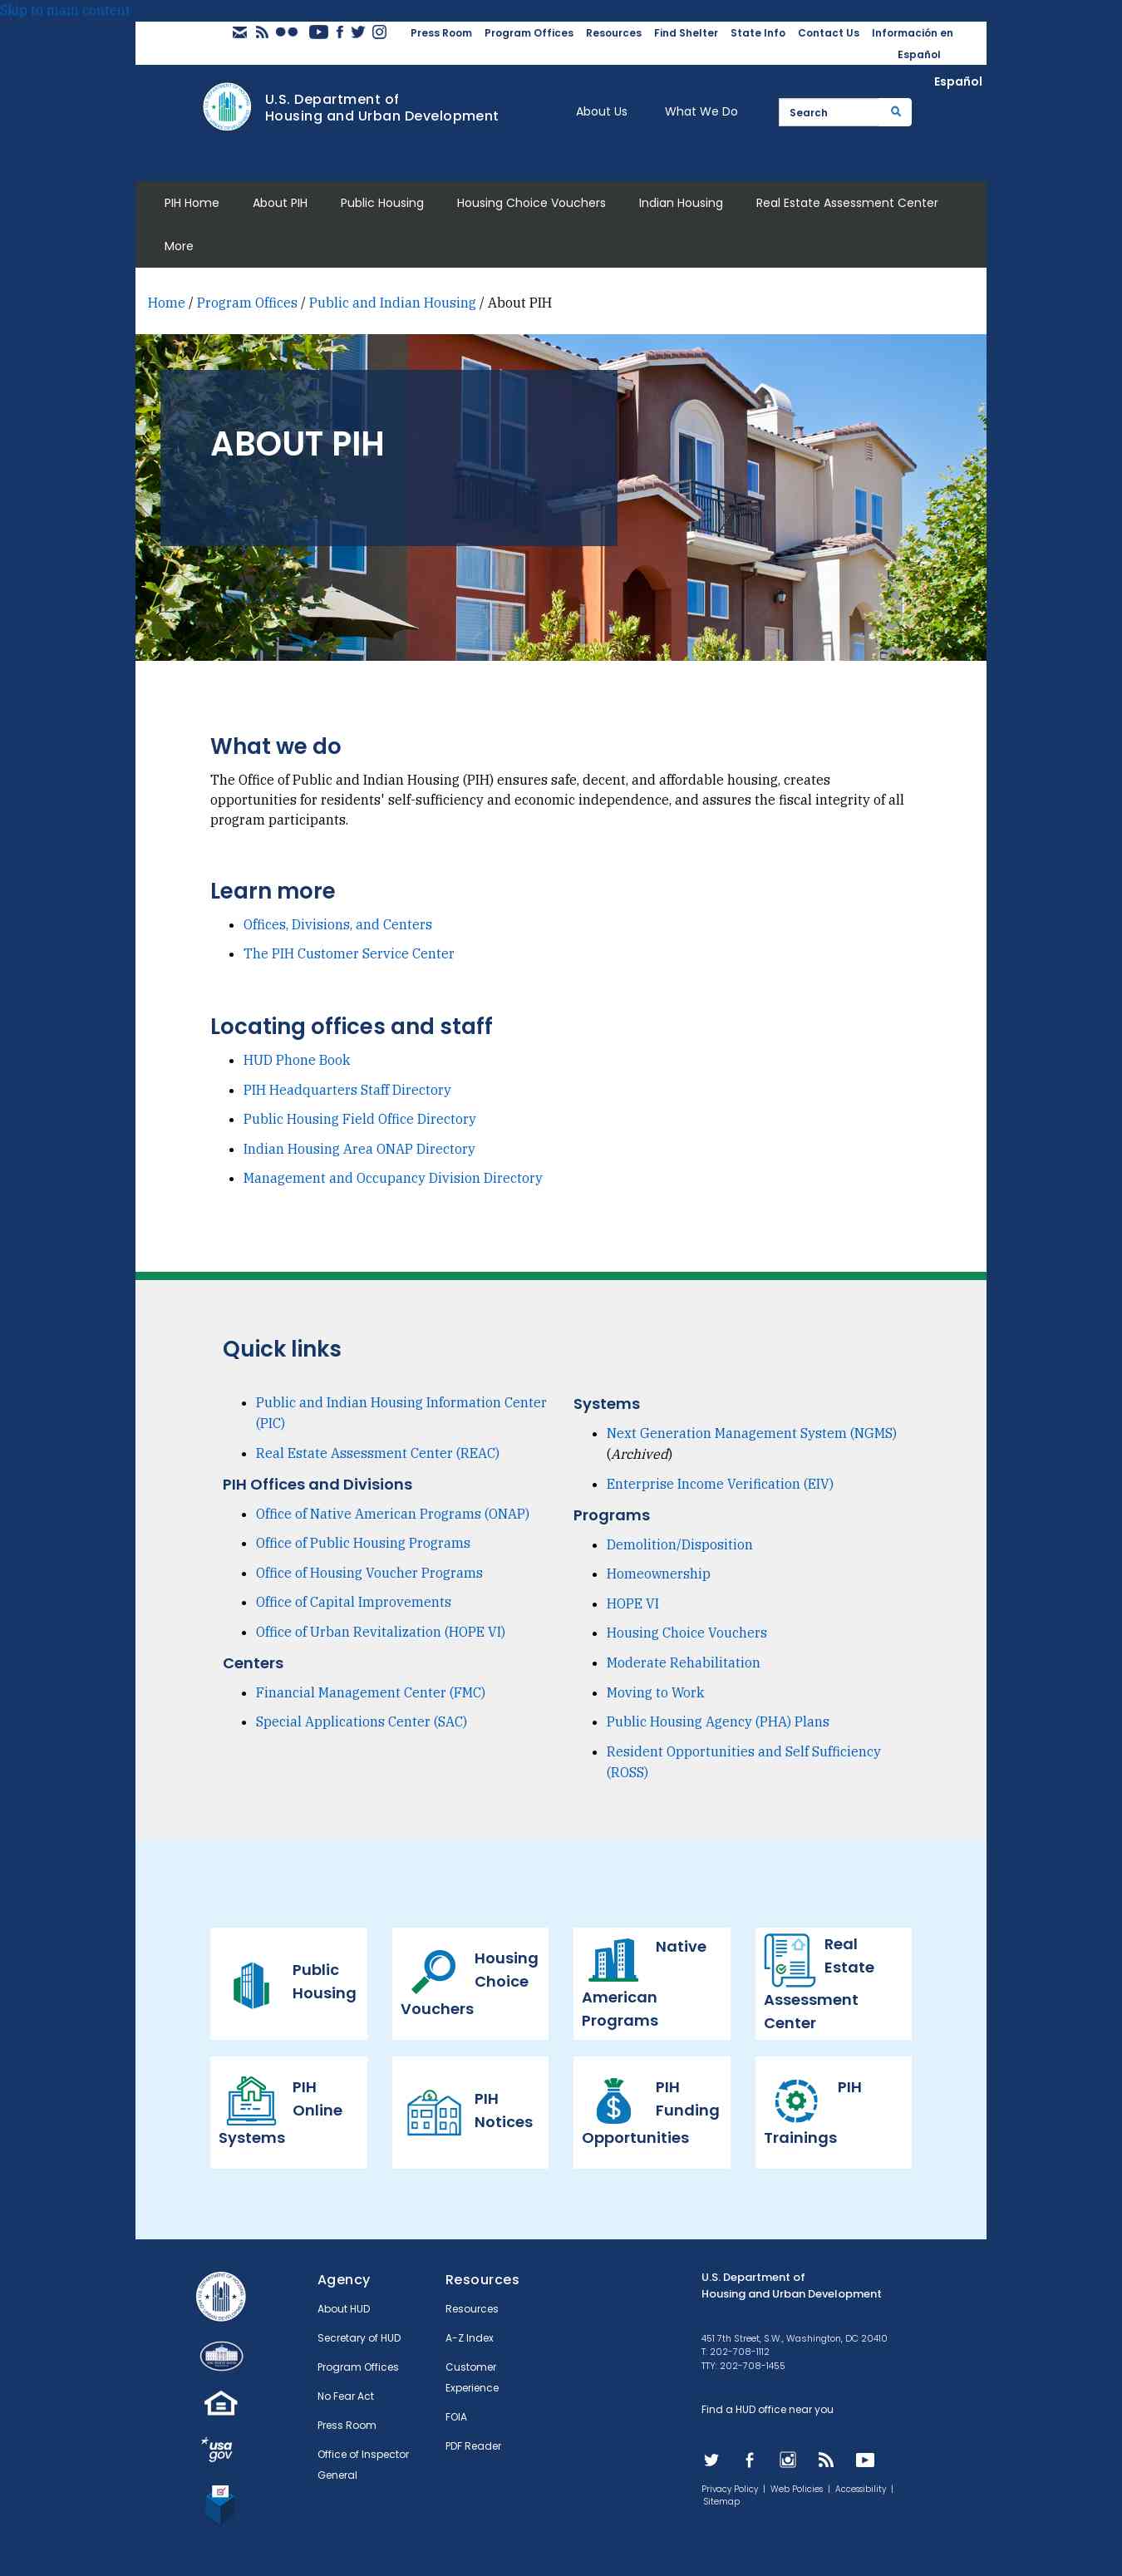 Skip to main content
Press Room Program Offices Resources Find Shelter State Info Contact Us Información en
Español
Español
U.S. Department of
Housing and Urban Development
About Us What We Do Search
PIH Home About PIH Public Housing Housing Choice Vouchers Indian Housing Real Estate Assessment Center
More
Home / Program Offices / Public and Indian Housing / About PIH
ABOUT PIH
What we do
The Office of Public and Indian Housing (PIH) ensures safe, decent, and affordable housing, creates
opportunities for residents' self-sufficiency and economic independence, and assures the fiscal integrity of all
program participants.
Learn more
Offices, Divisions, and Centers
The PIH Customer Service Center
Locating offices and staff
HUD Phone Book
PIH Headquarters Staff Directory
Public Housing Field Office Directory
Indian Housing Area ONAP Directory
Management and Occupancy Division Directory
Quick links
Public and Indian Housing Information Center
(PIC)
Real Estate Assessment Center (REAC)
PIH Offices and Divisions
Office of Native American Programs (ONAP)
Office of Public Housing Programs
Office of Housing Voucher Programs
Office of Capital Improvements
Office of Urban Revitalization (HOPE VI)
Centers
Financial Management Center (FMC)
Special Applications Center (SAC)
Systems
Next Generation Management System (NGMS)
(Archived)
Enterprise Income Verification (EIV)
Programs
Demolition/Disposition
Homeownership
HOPE VI
Housing Choice Vouchers
Moderate Rehabilitation
Moving to Work
Public Housing Agency (PHA) Plans
Resident Opportunities and Self Sufficiency
(ROSS)
Public
Housing
Housing
Choice
Vouchers
Native
American
Programs
Real
Estate
Assessment
Center
PIH
Online
Systems
PIH
Notices
PIH
Funding
Opportunities
PIH
Trainings
Agency
About HUD
Secretary of HUD
Program Offices
No Fear Act
Press Room
Office of Inspector
General
Resources
Resources
A-Z Index
Customer
Experience
FOIA
PDF Reader
U.S. Department of
Housing and Urban Development
451 7th Street, S.W., Washington, DC 20410
T: 202-708-1112
TTY: 202-708-1455
Find a HUD office near you
Privacy Policy | Web Policies | Accessibility |
Sitemap
usa
gov